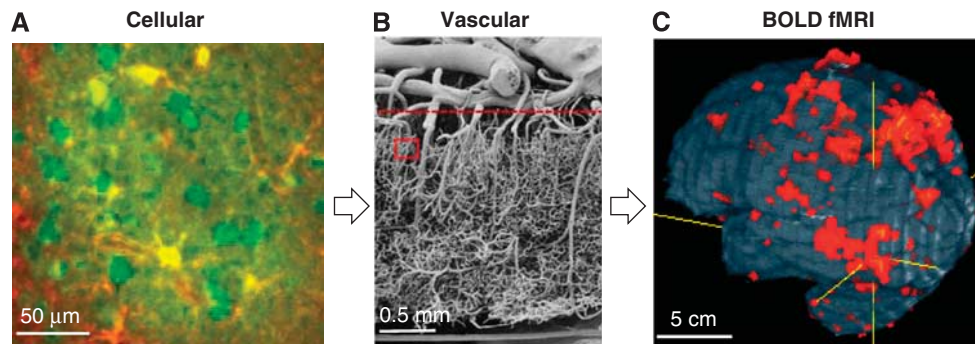 A Cellular
B Vascular
C BOLD fMRI
50 μm
0.5 mm
5 cm